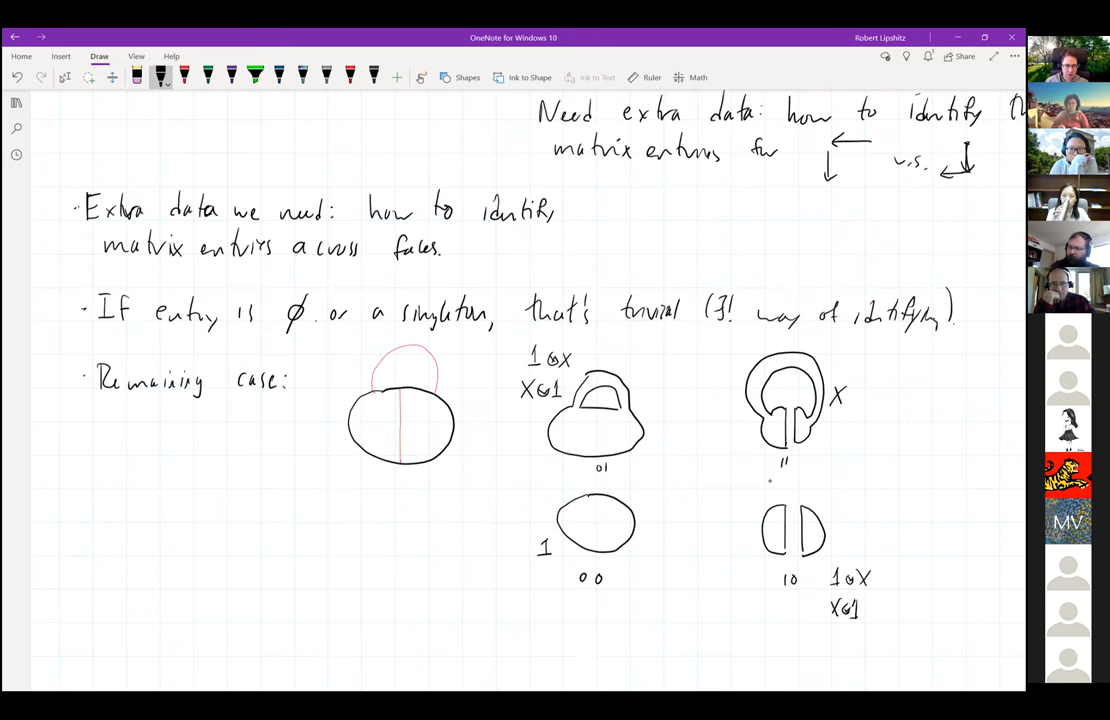 OneNote for Windows 10
Robert Lipshitz
Home Insert Draw View Help
Share
Shapes Ink to Shape Ink to Text Ruler Math
Need extra data: how to identify
matrix entries for
v.s.
· Extra data we need: how to identify
matrix entries across faces.
· If entry is ∅ or a singleton, that's trivial (∃! way of identifying).
· Remaining case:
1⊗X
X⊗1
X
01
11
1
00
10
1⊗X
X⊗1
MV